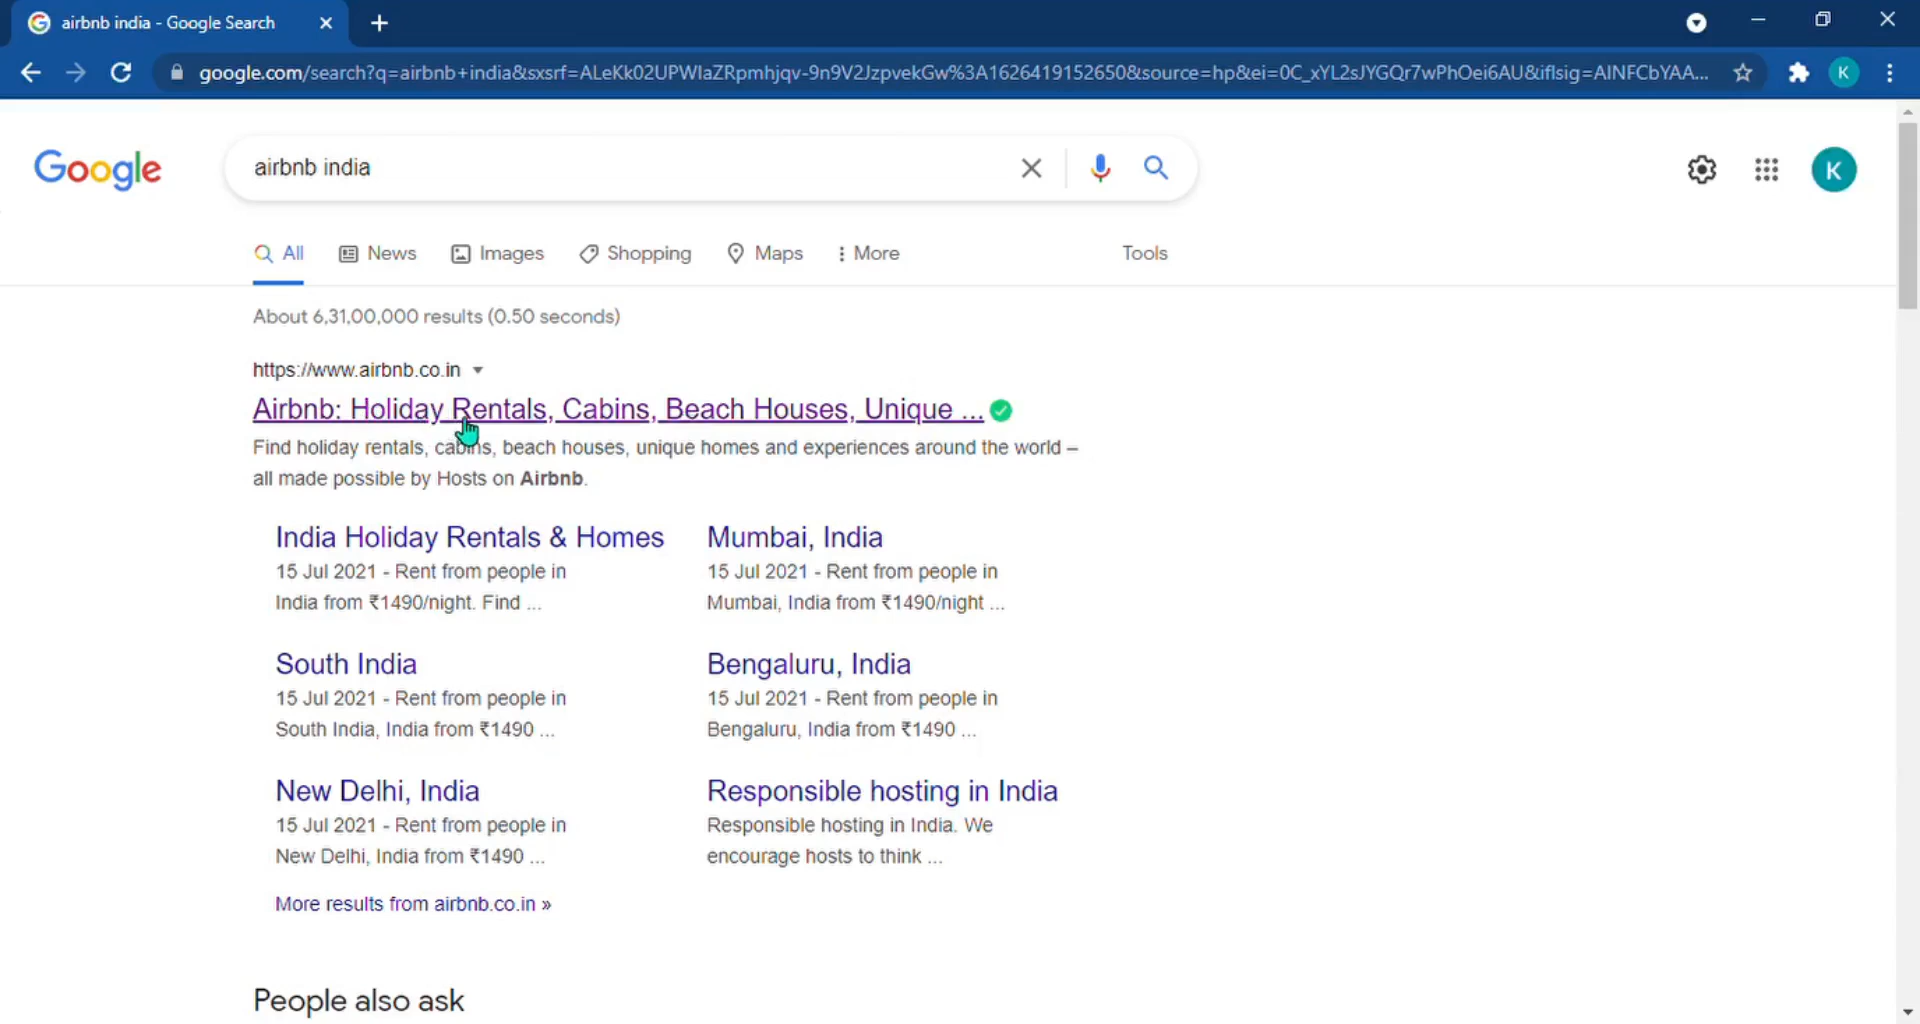 airbnb india - Google Search
google.com/search?q=airbnb+india&sxsrf=ALeKk02UPWIaZRpmhjqv-9n9V2JzpvekGw%3A1626419152650&source=hp&ei=0C_xYL2sJYGQr7wPhOei6AU&iflsig=AINFCbYAA...
K
Google
airbnb india
K
All News Images Shopping Maps More Tools
About 6,31,00,000 results (0.50 seconds)
https://www.airbnb.co.in
Airbnb: Holiday Rentals, Cabins, Beach Houses, Unique ...
Find holiday rentals, cabins, beach houses, unique homes and experiences around the world –
all made possible by Hosts on Airbnb.
India Holiday Rentals & Homes
15 Jul 2021 - Rent from people in
India from ₹1490/night. Find ...
Mumbai, India
15 Jul 2021 - Rent from people in
Mumbai, India from ₹1490/night ...
South India
15 Jul 2021 - Rent from people in
South India, India from ₹1490 ...
Bengaluru, India
15 Jul 2021 - Rent from people in
Bengaluru, India from ₹1490 ...
New Delhi, India
15 Jul 2021 - Rent from people in
New Delhi, India from ₹1490 ...
Responsible hosting in India
Responsible hosting in India. We
encourage hosts to think ...
More results from airbnb.co.in »
People also ask